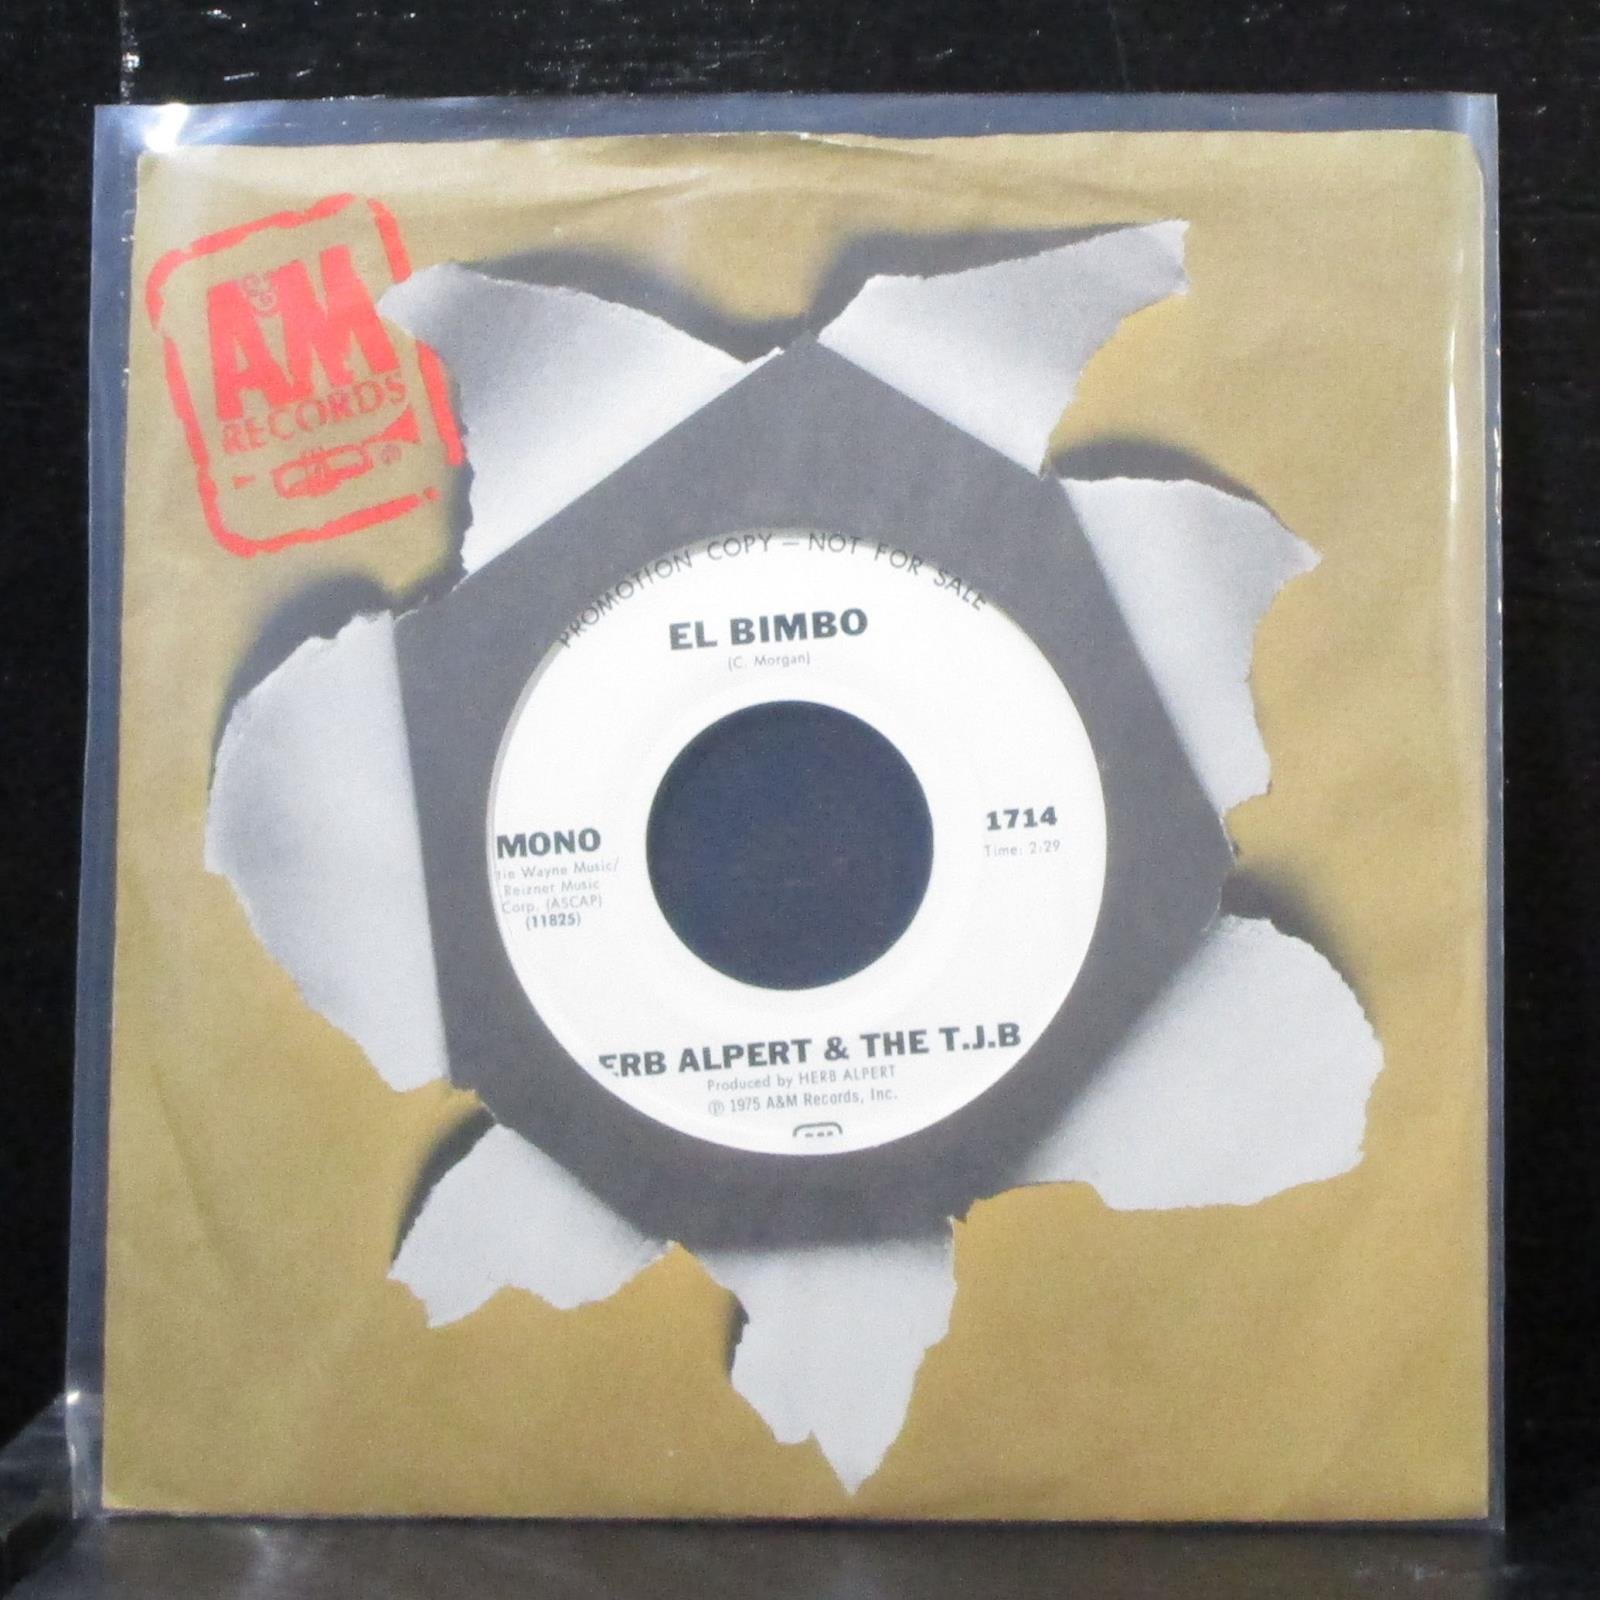 A&M
RECORDS
PROMOTION COPY — NOT FOR SALE
EL BIMBO
(C. Morgan)
MONO
Wayne Music/
Reizner Music
Corp. (ASCAP)
(11825)
1714
Time: 2:29
ERB ALPERT & THE T.J.B
Produced by HERB ALPERT
℗ 1975 A&M Records, Inc.